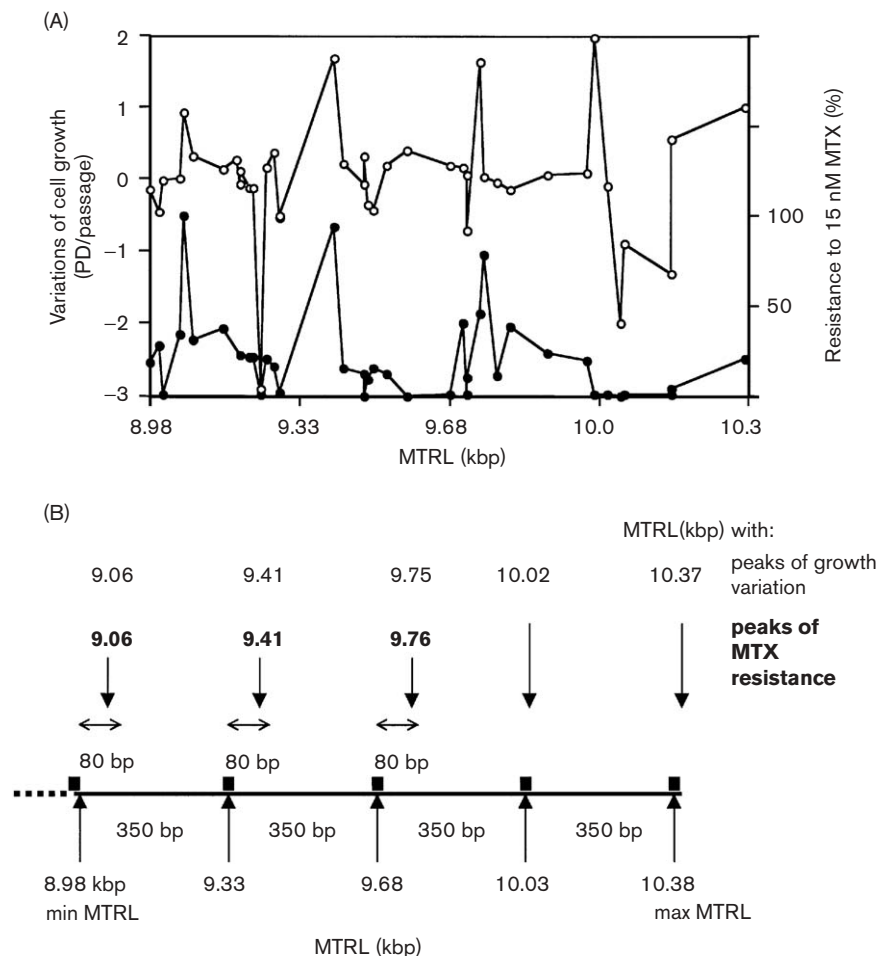 (A)
2
1
0
−1
−2
−3
Variations of cell growth
(PD/passage)
100
50
Resistance to 15 nM MTX (%)
8.98
9.33
9.68
10.0
10.3
MTRL (kbp)
(B)
MTRL(kbp) with:
9.06 9.41 9.75 10.02 10.37 peaks of growth
variation
9.06 9.41 9.76 peaks of
MTX
resistance
80 bp 80 bp 80 bp
350 bp 350 bp 350 bp 350 bp
8.98 kbp 9.33 9.68 10.03 10.38
min MTRL max MTRL
MTRL (kbp)